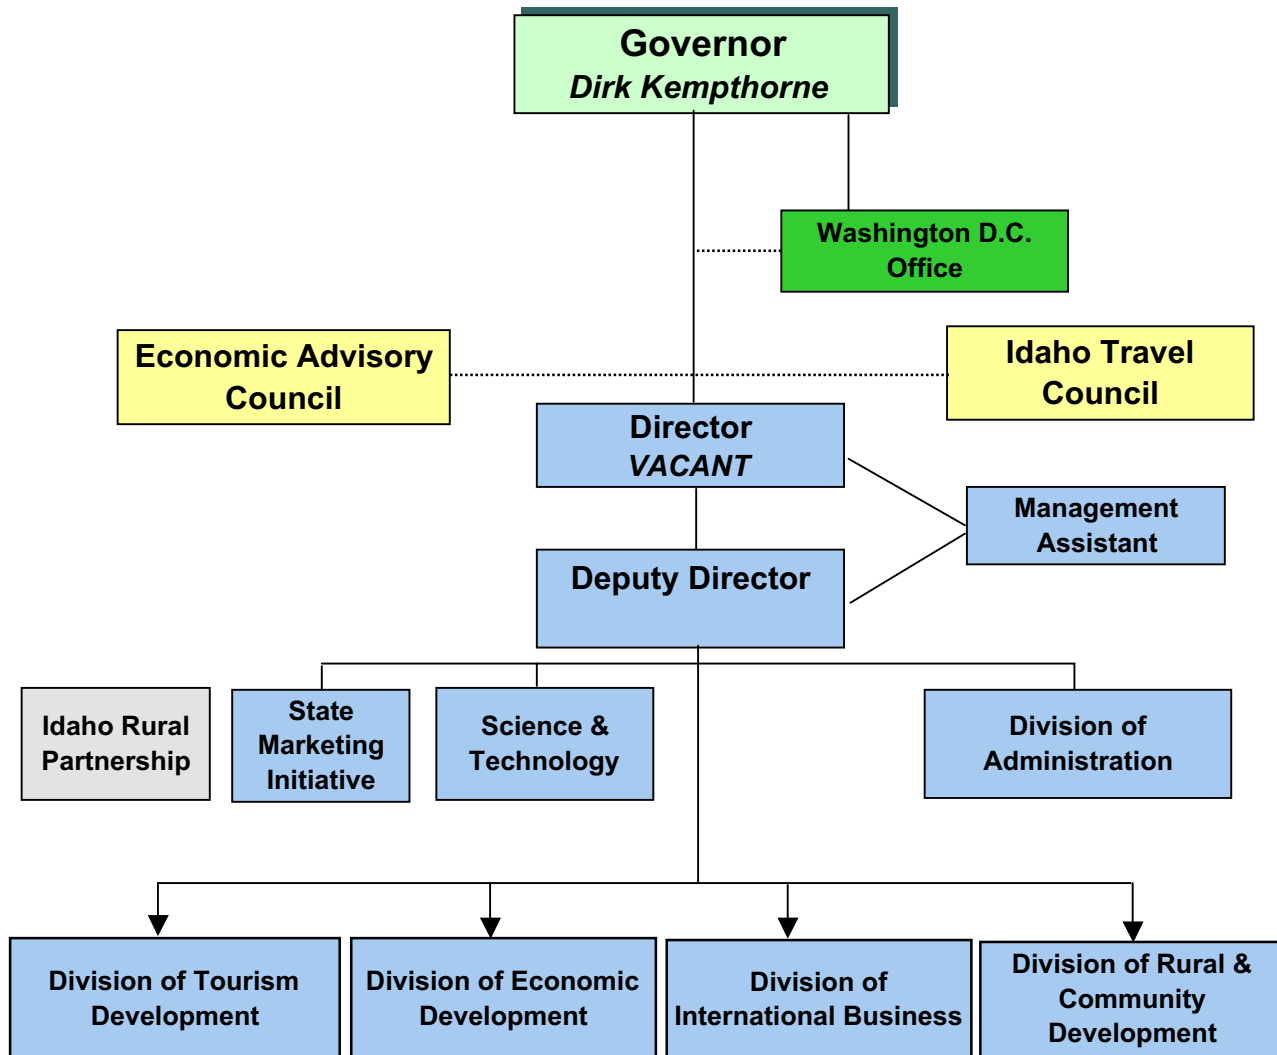 Governor
Dirk Kempthorne
Washington D.C.
Office
Economic Advisory
Council
Idaho Travel
Council
Director
VACANT
Management
Assistant
Deputy Director
Idaho Rural
Partnership
State
Marketing
Initiative
Science &
Technology
Division of
Administration
Division of Tourism
Development
Division of Economic
Development
Division of
International Business
Division of Rural &
Community
Development